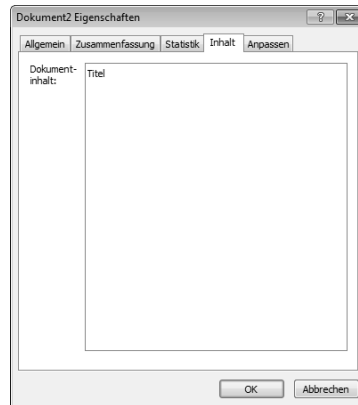 Dokument2 Eigenschaften
Allgemein Zusammenfassung Statistik Inhalt Anpassen
Dokument-
inhalt:
Titel
OK Abbrechen